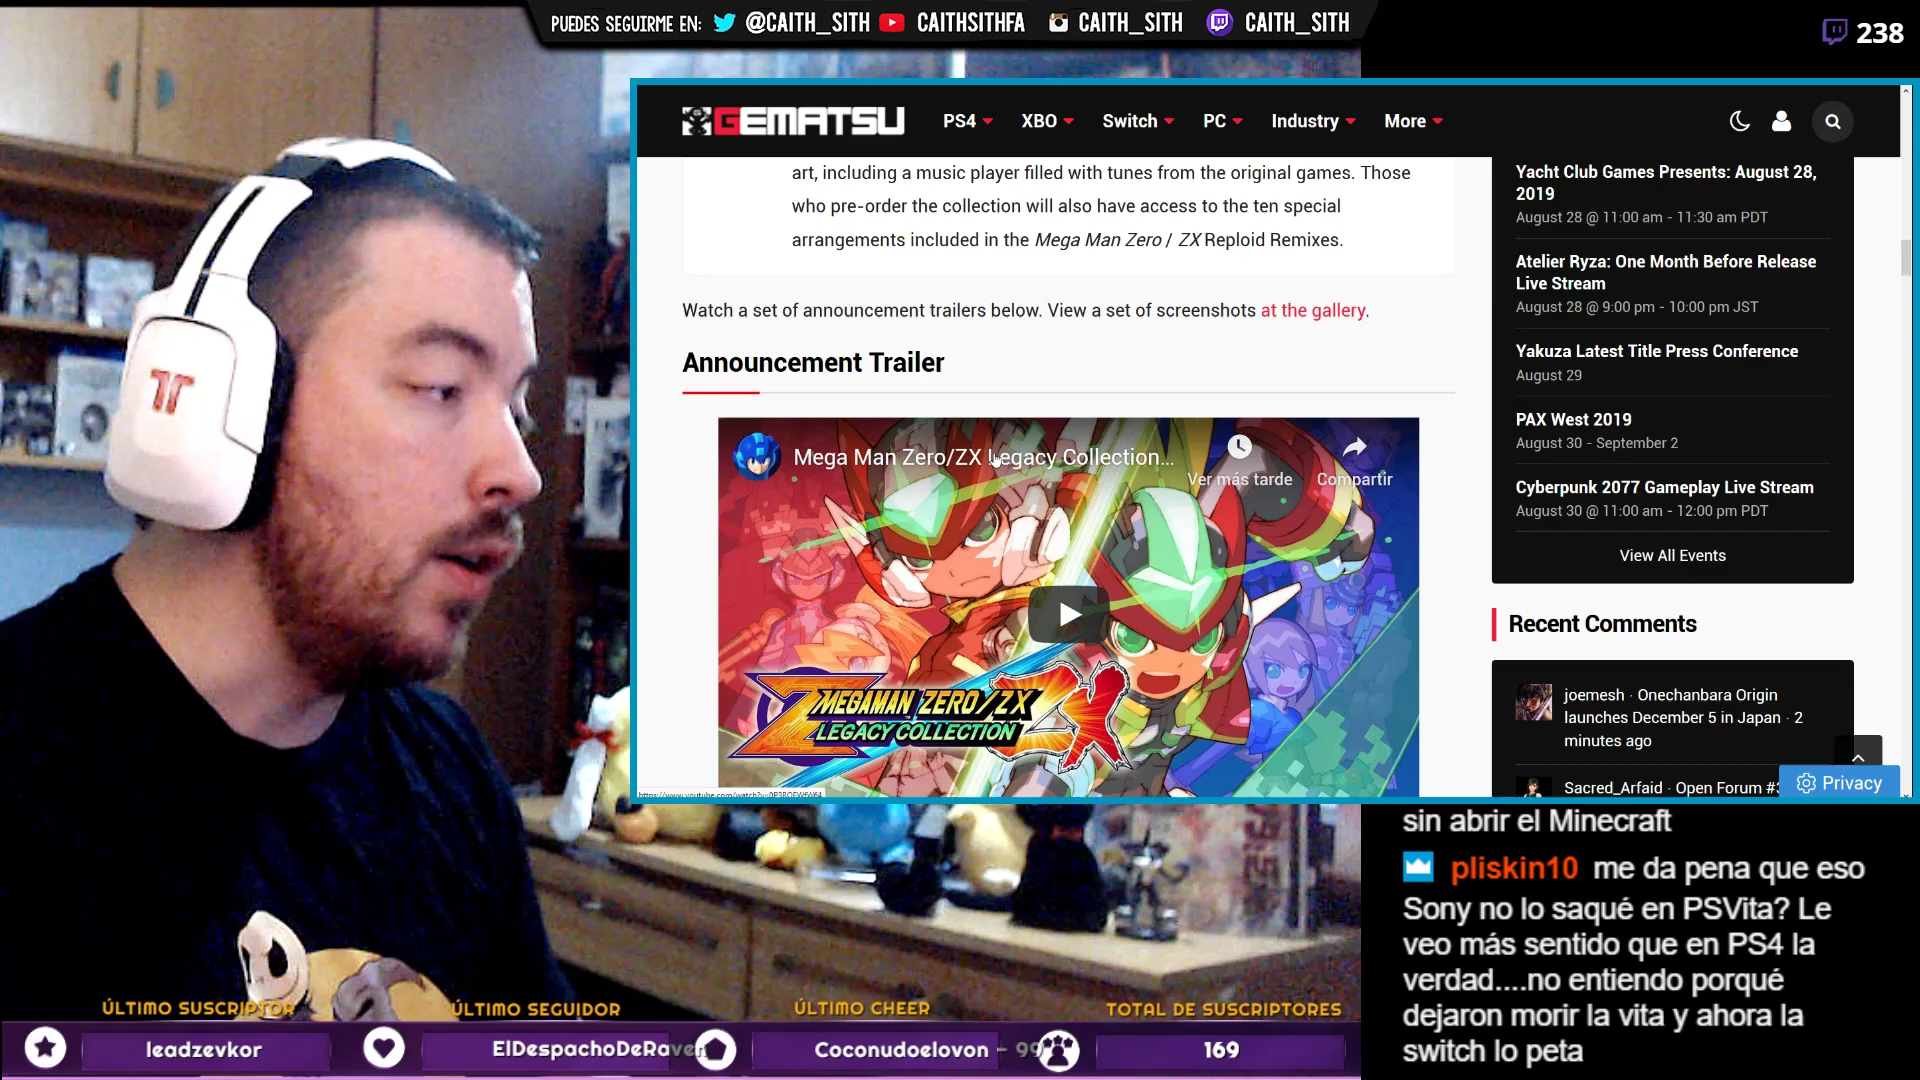 PUEDES SEGUIRME EN: @CAITH_SITH CAITHSITHFA CAITH_SITH CAITH_SITH
238
GEMATSU PS4 XBO Switch PC Industry More
art, including a music player filled with tunes from the original games. Those
who pre-order the collection will also have access to the ten special
arrangements included in the Mega Man Zero / ZX Reploid Remixes.
Watch a set of announcement trailers below. View a set of screenshots at the gallery.
Announcement Trailer
Mega Man Zero/ZX Legacy Collection...
Ver más tarde
Compartir
Z MEGAMAN ZERO/ZX ZX
LEGACY COLLECTION
Yacht Club Games Presents: August 28,
2019
August 28 @ 11:00 am - 11:30 am PDT
Atelier Ryza: One Month Before Release
Live Stream
August 28 @ 9:00 pm - 10:00 pm JST
Yakuza Latest Title Press Conference
August 29
PAX West 2019
August 30 - September 2
Cyberpunk 2077 Gameplay Live Stream
August 30 @ 11:00 am - 12:00 pm PDT
View All Events
Recent Comments
joemesh · Onechanbara Origin
launches December 5 in Japan · 2
minutes ago
Sacred_Arfaid · Open Forum
Privacy
sin abrir el Minecraft
pliskin10 me da pena que eso
Sony no lo saqué en PSVita? Le
veo más sentido que en PS4 la
verdad....no entiendo porqué
dejaron morir la vita y ahora la
switch lo peta
ÚLTIMO SUSCRIPTOR
leadzevkor
ÚLTIMO SEGUIDOR
ElDespachoDeRaven
ÚLTIMO CHEER
Coconudoelovon - 99
TOTAL DE SUSCRIPTORES
169